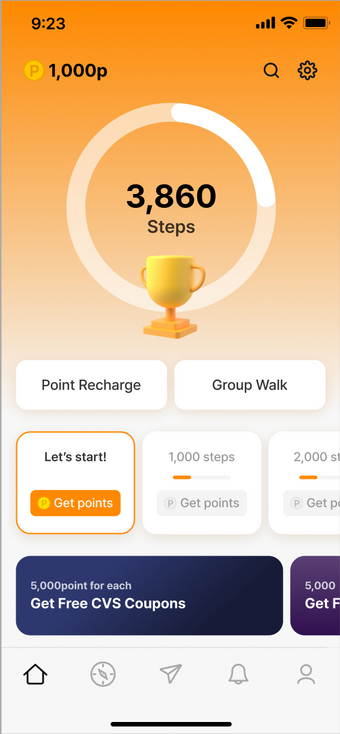 9:23
P 1,000p
3,860
Steps
Point Recharge
Group Walk
Let's start!
P Get points
1,000 steps
P Get points
2,000 st
P Get po
5,000point for each
Get Free CVS Coupons
5,000
Get F